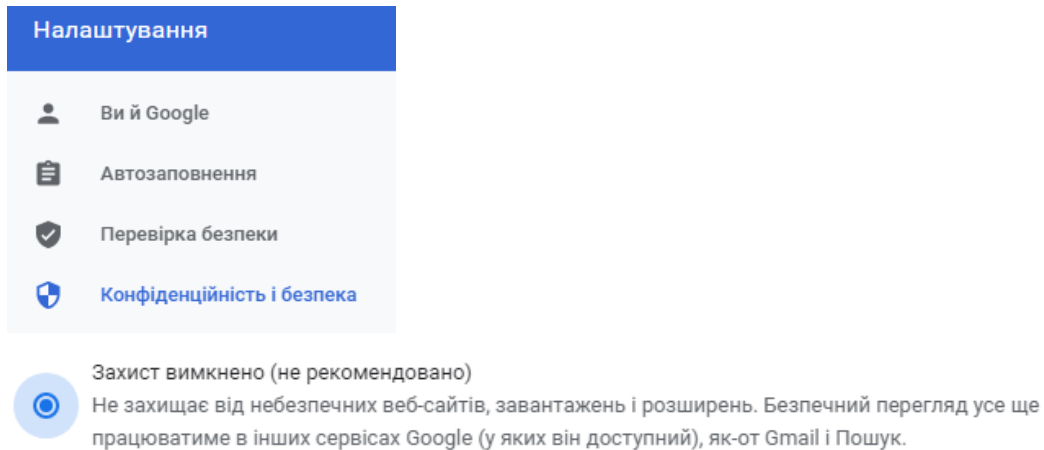 Налаштування
Ви й Google
Автозаповнення
Перевірка безпеки
Конфіденційність і безпека
Захист вимкнено (не рекомендовано)
Не захищає від небезпечних веб-сайтів, завантажень і розширень. Безпечний перегляд усе ще
працюватиме в інших сервісах Google (у яких він доступний), як-от Gmail і Пошук.